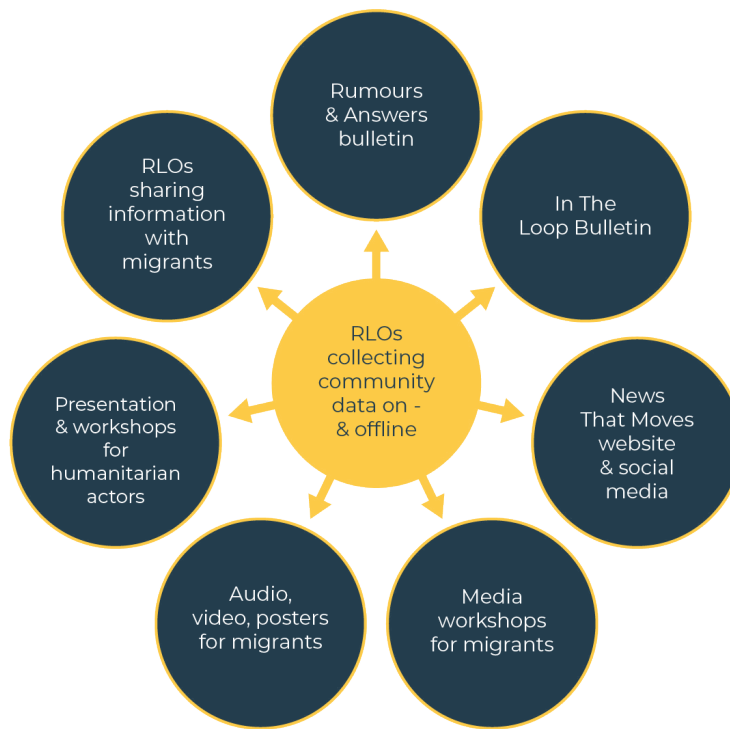 Rumours
& Answers
bulletin
In The
Loop Bulletin
News
That Moves
website
& social
media
Media
workshops
for migrants
Audio,
video, posters
for migrants
Presentation
& workshops
for
humanitarian
actors
RLOs
sharing
information
with
migrants
RLOs
collecting
community
data on -
& offline